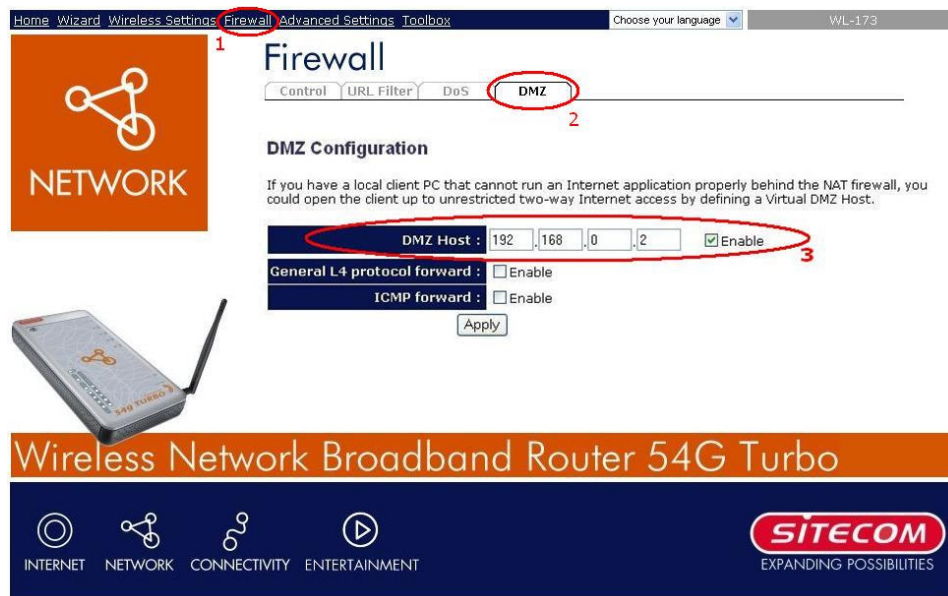 Home Wizard Wireless Settings Firewall Advanced Settings Toolbox Choose your language WL-173
1
Firewall
Control URL Filter DoS DMZ
2
NETWORK
DMZ Configuration
If you have a local client PC that cannot run an Internet application properly behind the NAT firewall, you
could open the client up to unrestricted two-way Internet access by defining a Virtual DMZ Host.
DMZ Host : 192 .168 .0 .2 Enable
3
General L4 protocol forward : Enable
ICMP forward : Enable
Apply
54G TURBO
Wireless Network Broadband Router 54G Turbo
INTERNET NETWORK CONNECTIVITY ENTERTAINMENT
SITECOM
EXPANDING POSSIBILITIES